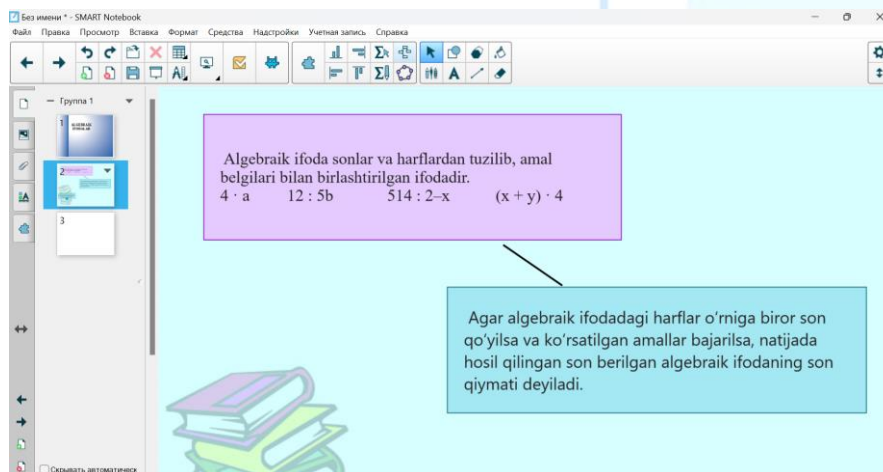 Без имени * - SMART Notebook
Файл Правка Просмотр Вставка Формат Средства Надстройки Учетная запись Справка
Группа 1
1
2
3
Algebraik ifoda sonlar va harflardan tuzilib, amal
belgilari bilan birlashtirilgan ifodadir.
4 · a 12 : 5b 514 : 2–x (x + y) · 4
Agar algebraik ifodadagi harflar o‘rniga biror son
qo‘yilsa va ko‘rsatilgan amallar bajarilsa, natijada
hosil qilingan son berilgan algebraik ifodaning son
qiymati deyiladi.
Скрывать автоматическ